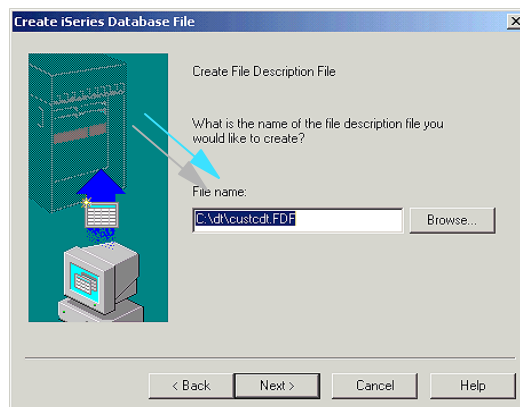 Create iSeries Database File
Create File Description File
What is the name of the file description file you
would like to create?
File name:
C:\dt\custcdt.FDF
Browse...
< Back
Next >
Cancel
Help